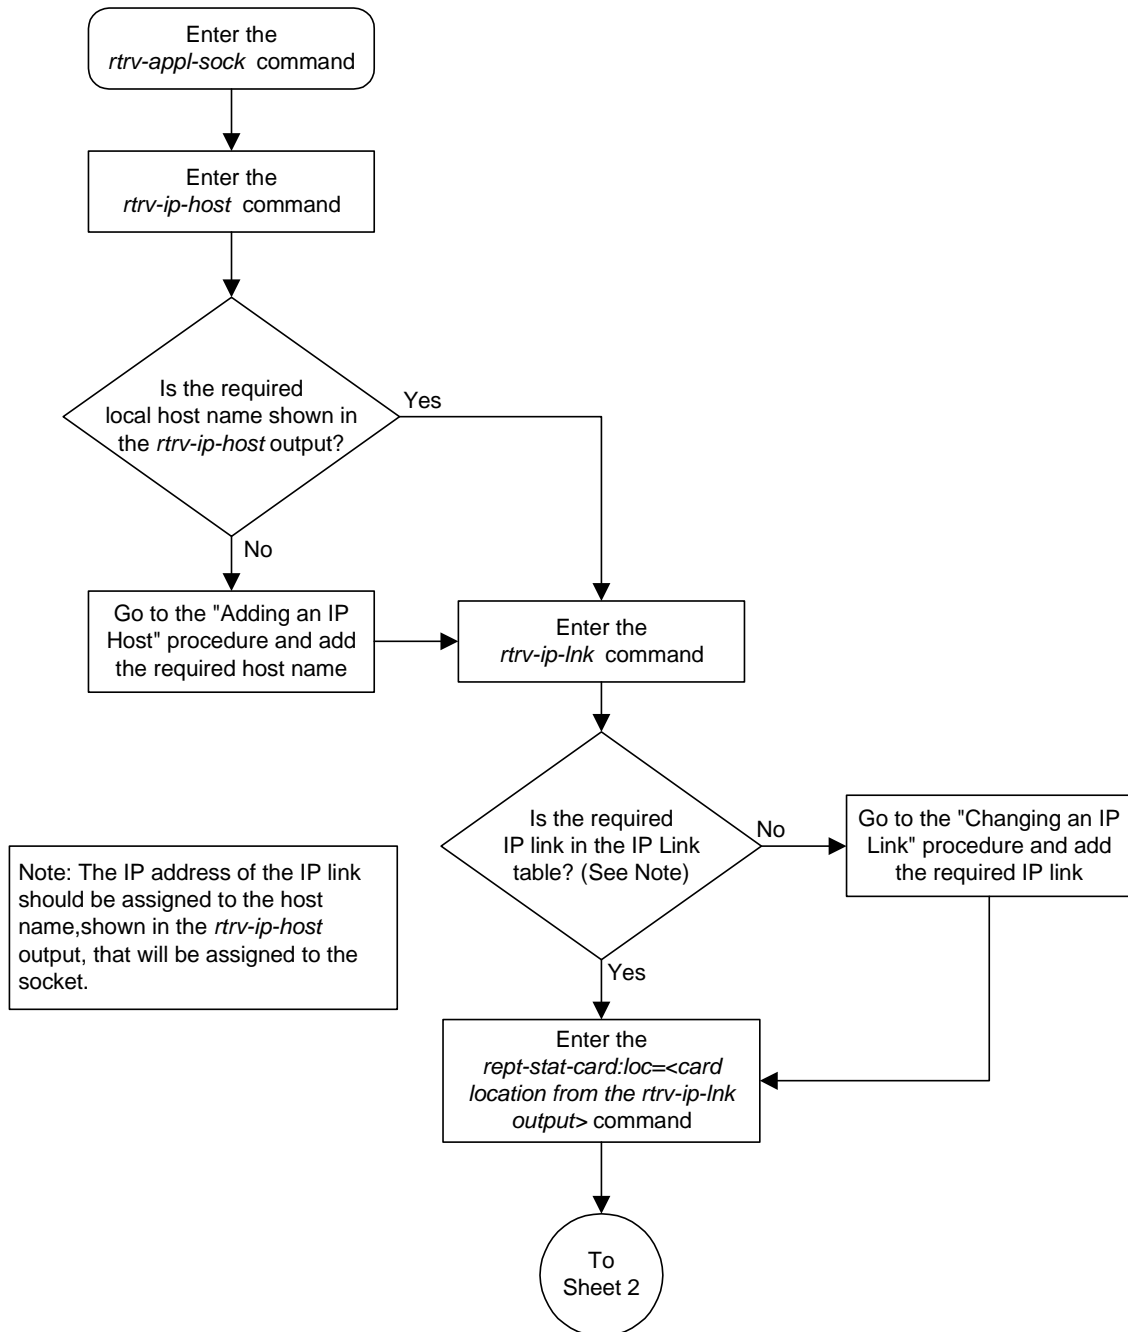 Enter the
rtrv-appl-sock command
Enter the
rtrv-ip-host command
Is the required
local host name shown in
the rtrv-ip-host output?
Yes
No
Go to the "Adding an IP
Host" procedure and add
the required host name
Enter the
rtrv-ip-lnk command
Is the required
IP link in the IP Link
table? (See Note)
No
Go to the "Changing an IP
Link" procedure and add
the required IP link
Note: The IP address of the IP link
should be assigned to the host
name,shown in the rtrv-ip-host
output, that will be assigned to the
socket.
Yes
Enter the
rept-stat-card:loc=<card
location from the rtrv-ip-lnk
output> command
To
Sheet 2